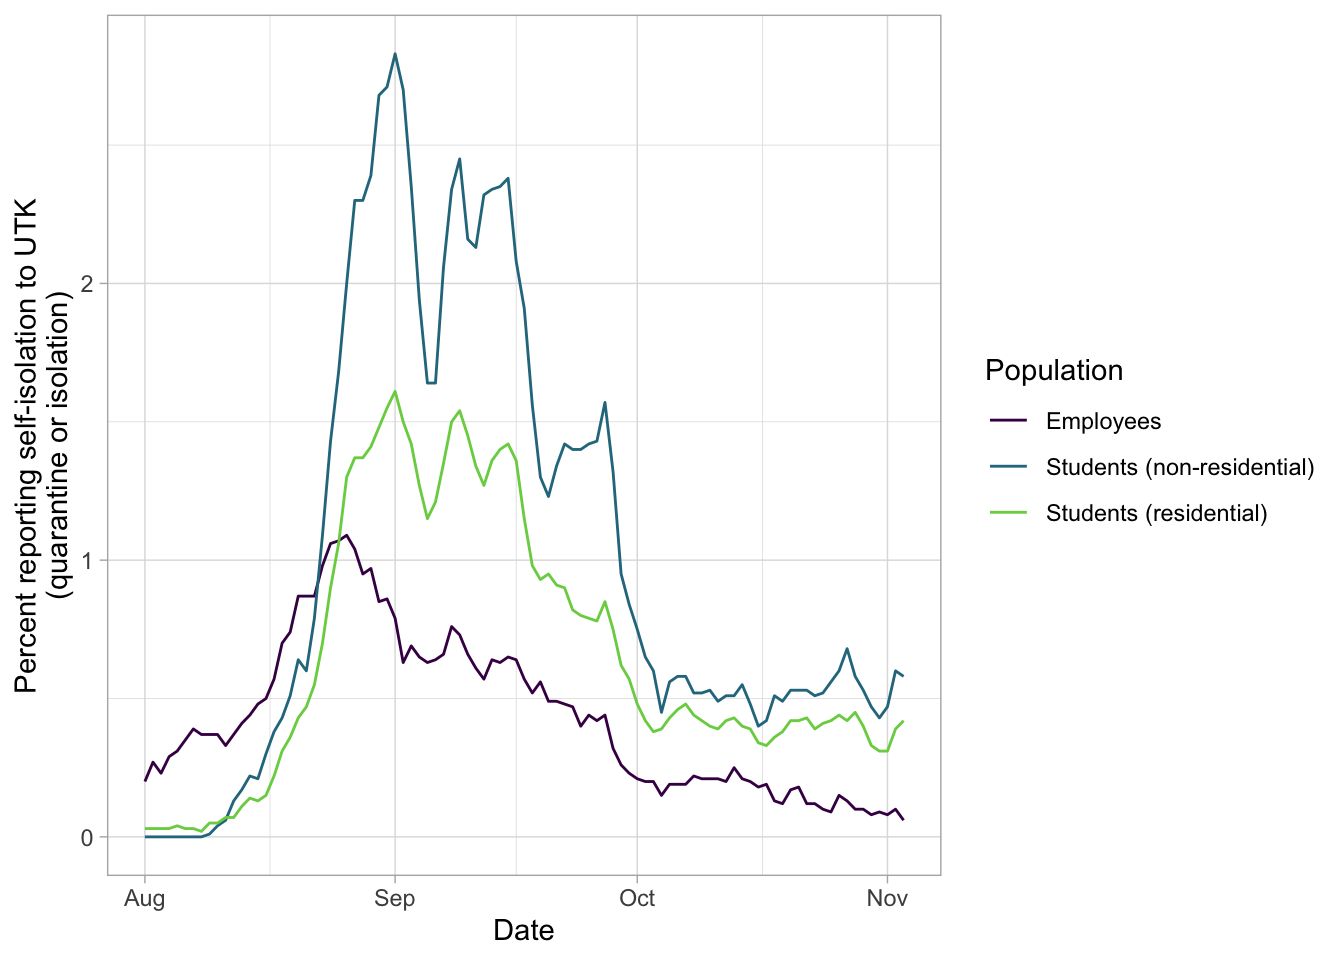 Percent reporting self-isolation to UTK
(quarantine or isolation)
2
1
0
Aug
Sep
Oct
Nov
Date
Population
Employees
Students (non-residential)
Students (residential)